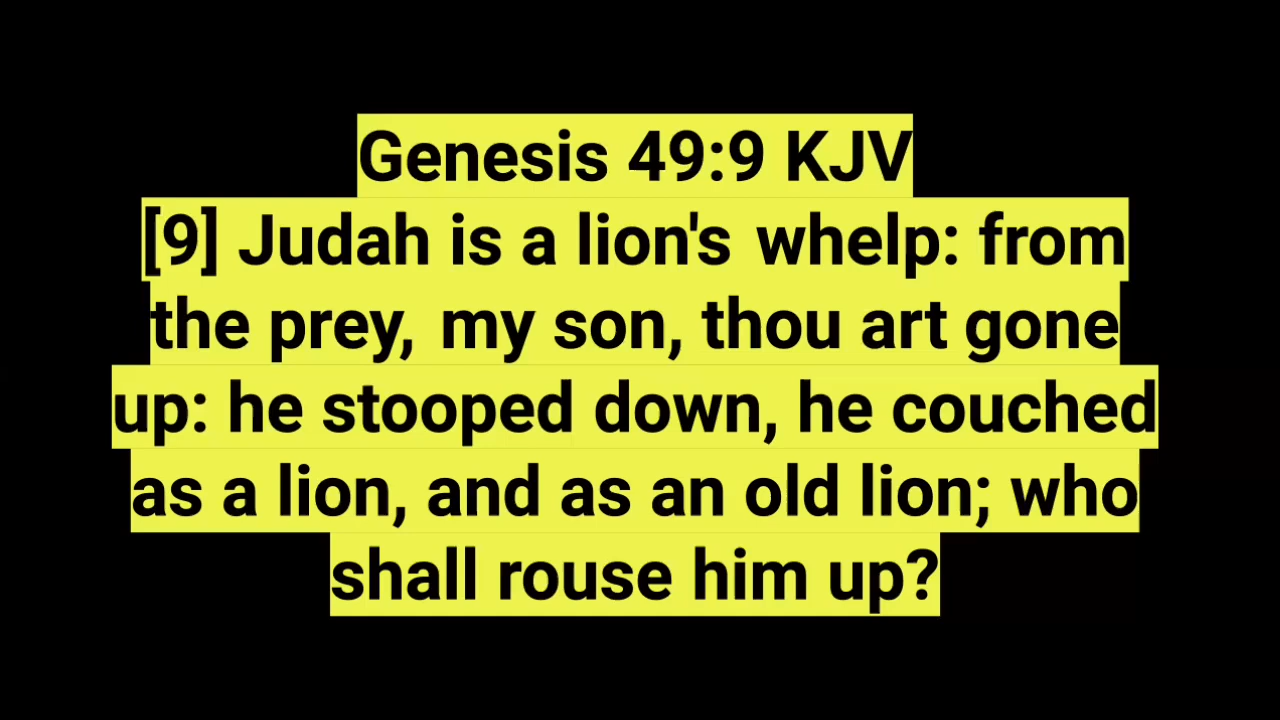 Genesis 49:9 KJV
[9] Judah is a lion's whelp: from
the prey, my son, thou art gone
up: he stooped down, he couched
as a lion, and as an old lion; who
shall rouse him up?